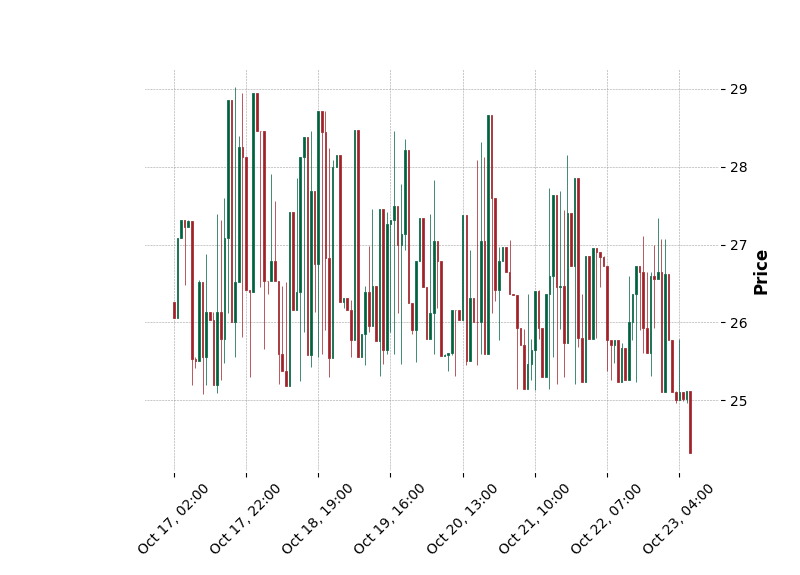 29
28
27
26
25
Price
Oct 17, 02:00
Oct 17, 22:00
Oct 18, 19:00
Oct 19, 16:00
Oct 20, 13:00
Oct 21, 10:00
Oct 22, 07:00
Oct 23, 04:00